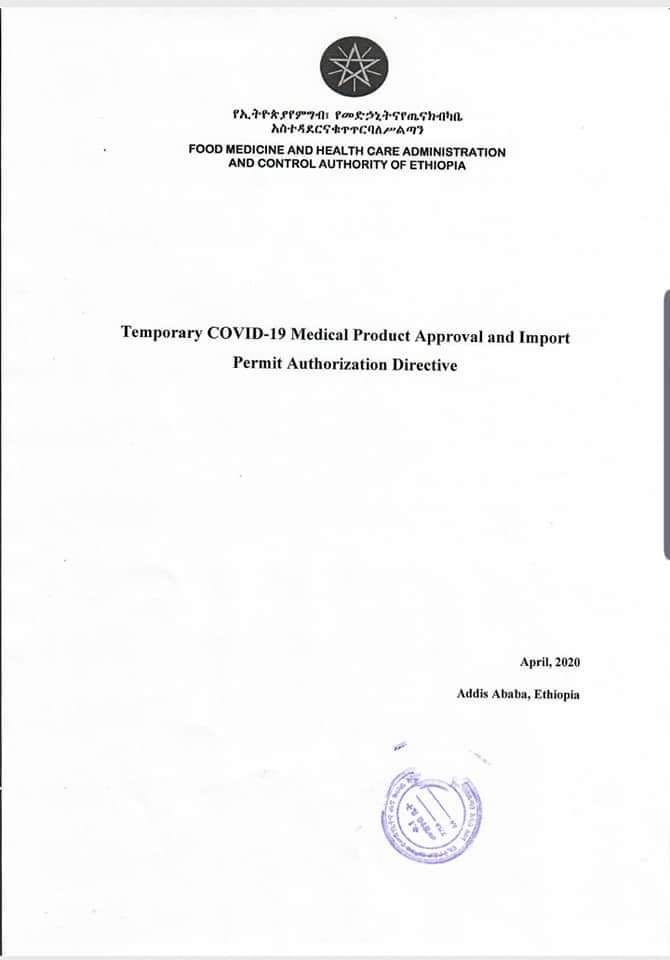 የኢትዮጵያየምግብ፣ የመድኃኒትናየጤናክብካቤ
አስተዳደርናቁጥጥርባለሥልጣን
FOOD MEDICINE AND HEALTH CARE ADMINISTRATION
AND CONTROL AUTHORITY OF ETHIOPIA
Temporary COVID-19 Medical Product Approval and Import
Permit Authorization Directive
April, 2020
Addis Ababa, Ethiopia